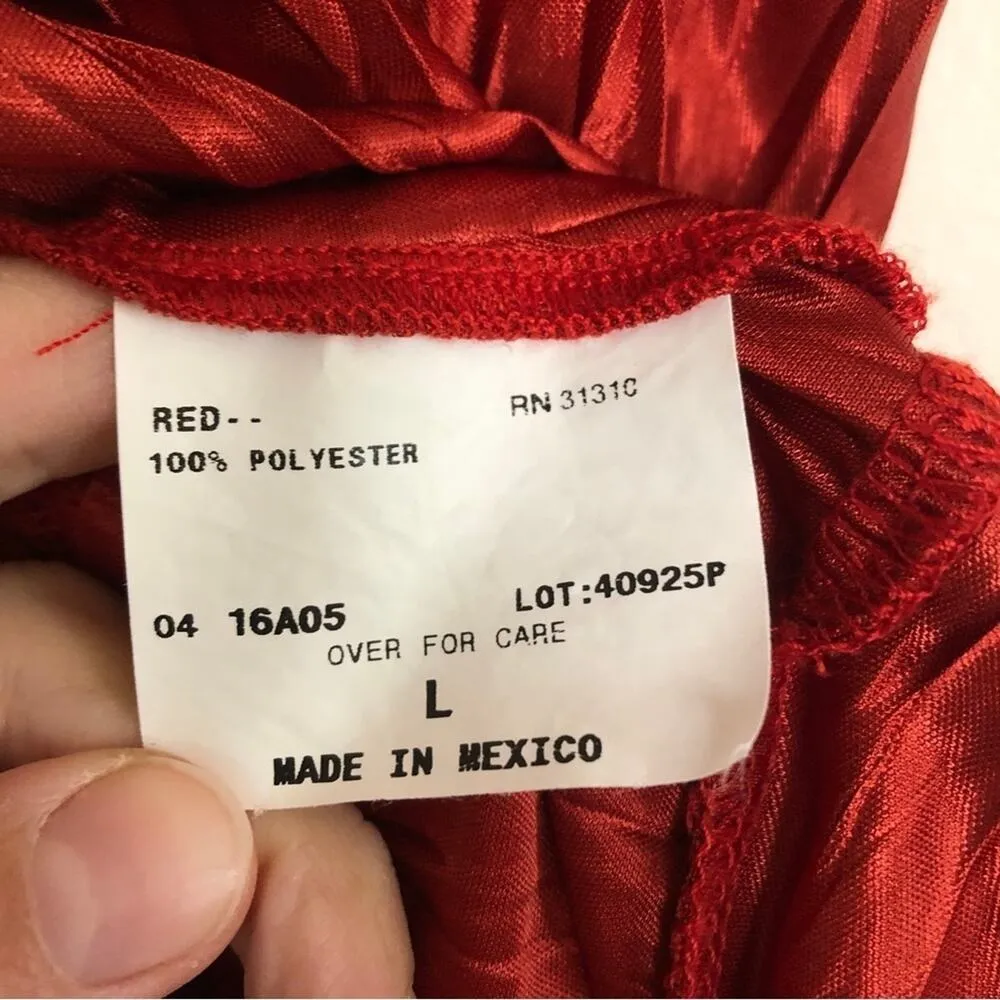 RED-- RN 31310
100% POLYESTER
04 16A05 LOT:40925P
OVER FOR CARE
L
MADE IN MEXICO